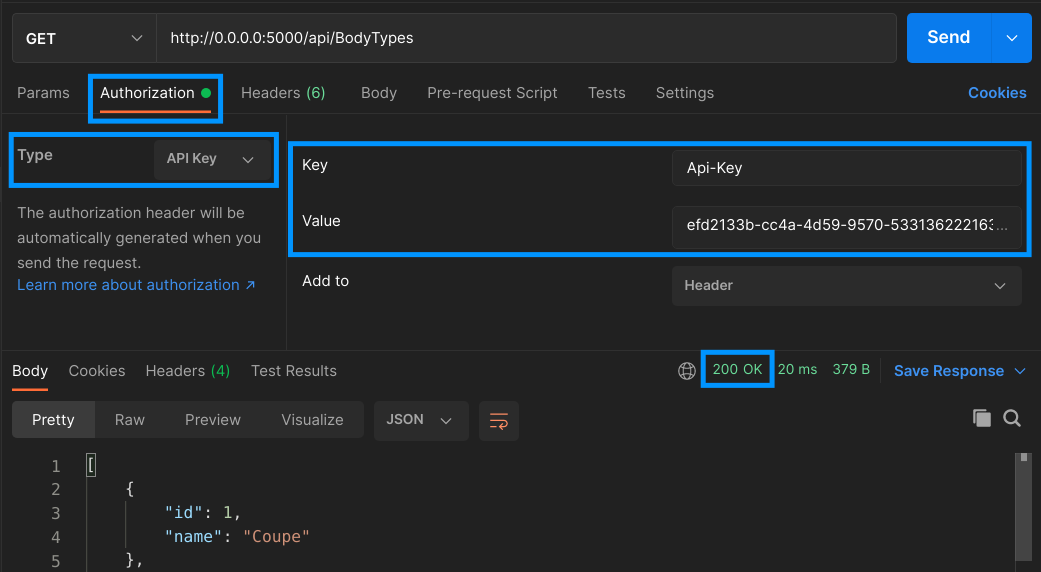 GET http://0.0.0.0:5000/api/BodyTypes Send
Params Authorization Headers (6) Body Pre-request Script Tests Settings Cookies
Type API Key
The authorization header will be
automatically generated when you
send the request.
Learn more about authorization ↗
Key Api-Key
Value efd2133b-cc4a-4d59-9570-533136222163...
Add to Header
Body Cookies Headers (4) Test Results 200 OK 20 ms 379 B Save Response
Pretty Raw Preview Visualize JSON
1 [
2 {
3 "id": 1,
4 "name": "Coupe"
5 },